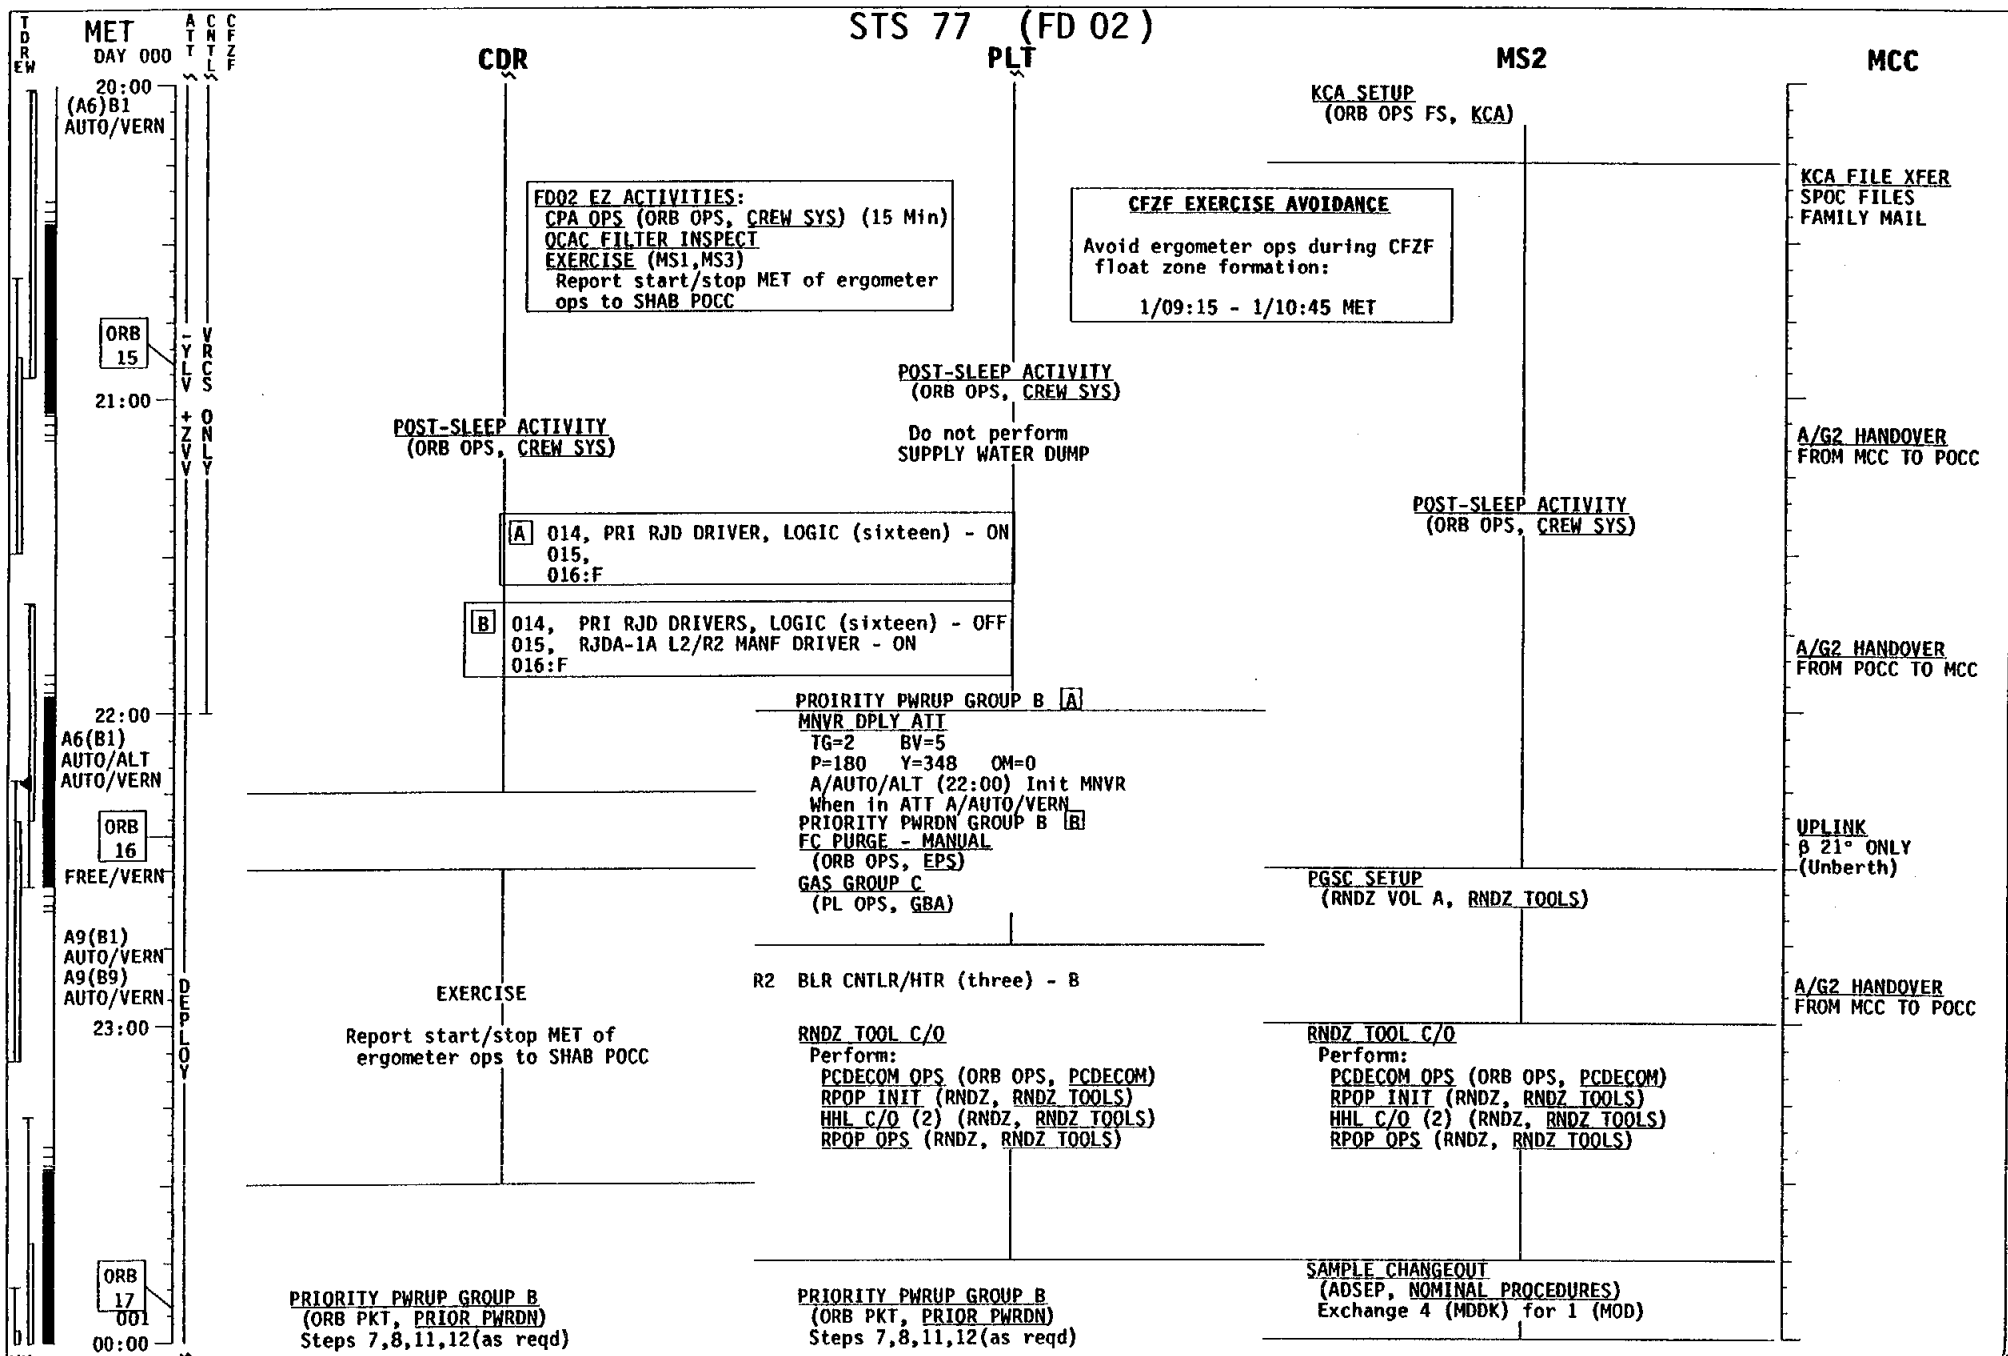 STS 77 (FD 02)
TDRE W
MET
DAY 000
ATT
CNTL
CFZF
CDR
PLT
MS2
MCC
20:00
(A6)B1
AUTO/VERN
ORB
15
21:00
-YLV +ZVV
VRCS ONLY
22:00
A6(B1)
AUTO/ALT
AUTO/VERN
ORB
16
FREE/VERN
A9(B1)
AUTO/VERN
A9(B9)
AUTO/VERN
DEPLOY
23:00
ORB
17
001
00:00
FD02 EZ ACTIVITIES:
CPA OPS (ORB OPS, CREW SYS) (15 Min)
OCAC FILTER INSPECT
EXERCISE (MS1,MS3)
Report start/stop MET of ergometer
ops to SHAB POCC
CFZF EXERCISE AVOIDANCE
Avoid ergometer ops during CFZF
float zone formation:
1/09:15 - 1/10:45 MET
POST-SLEEP ACTIVITY
(ORB OPS, CREW SYS)
A 014, PRI RJD DRIVER, LOGIC (sixteen) - ON
015,
016:F
B 014, PRI RJD DRIVERS, LOGIC (sixteen) - OFF
015, RJDA-1A L2/R2 MANF DRIVER - ON
016:F
EXERCISE
Report start/stop MET of
ergometer ops to SHAB POCC
PRIORITY PWRUP GROUP B
(ORB PKT, PRIOR PWRDN)
Steps 7,8,11,12(as reqd)
POST-SLEEP ACTIVITY
(ORB OPS, CREW SYS)
Do not perform
SUPPLY WATER DUMP
PROIRITY PWRUP GROUP B A
MNVR DPLY ATT
TG=2 BV=5
P=180 Y=348 OM=0
A/AUTO/ALT (22:00) Init MNVR
When in ATT A/AUTO/VERN
PRIORITY PWRDN GROUP B B
FC PURGE - MANUAL
(ORB OPS, EPS)
GAS GROUP C
(PL OPS, GBA)
R2 BLR CNTLR/HTR (three) - B
RNDZ TOOL C/O
Perform:
PCDECOM OPS (ORB OPS, PCDECOM)
RPOP INIT (RNDZ, RNDZ TOOLS)
HHL C/O (2) (RNDZ, RNDZ TOOLS)
RPOP OPS (RNDZ, RNDZ TOOLS)
PRIORITY PWRUP GROUP B
(ORB PKT, PRIOR PWRDN)
Steps 7,8,11,12(as reqd)
KCA SETUP
(ORB OPS FS, KCA)
POST-SLEEP ACTIVITY
(ORB OPS, CREW SYS)
PGSC SETUP
(RNDZ VOL A, RNDZ TOOLS)
RNDZ TOOL C/O
Perform:
PCDECOM OPS (ORB OPS, PCDECOM)
RPOP INIT (RNDZ, RNDZ TOOLS)
HHL C/O (2) (RNDZ, RNDZ TOOLS)
RPOP OPS (RNDZ, RNDZ TOOLS)
SAMPLE CHANGEOUT
(ADSEP, NOMINAL PROCEDURES)
Exchange 4 (MDDK) for 1 (MOD)
KCA FILE XFER
SPOC FILES
FAMILY MAIL
A/G2 HANDOVER
FROM MCC TO POCC
A/G2 HANDOVER
FROM POCC TO MCC
UPLINK
β 21° ONLY
(Unberth)
A/G2 HANDOVER
FROM MCC TO POCC